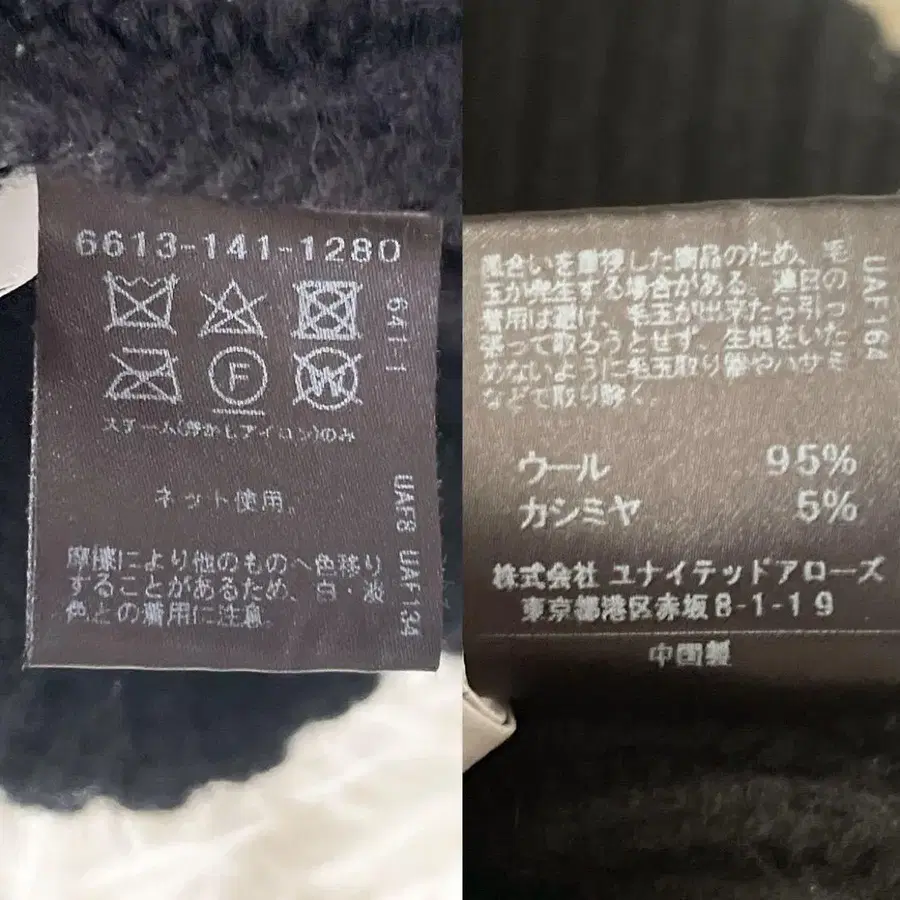 6613-141-1280
641-1
F
W
スチーム(浮かしアイロン)のみ
ネット使用。
UAF8 UAF134
摩擦により他のものへ色移り
することがあるため、白・淡
色との着用に注意。
風合いを重視した商品のため、毛
玉が発生する場合がある。連日の
着用は避け、毛玉が出来たら引っ
張って取ろうとせず、生地をいた
めないように毛玉取り器やハサミ
などで取り除く。
UAF164
ウール 95%
カシミヤ 5%
株式会社 ユナイテッドアローズ
東京都港区赤坂8-1-19
中国製